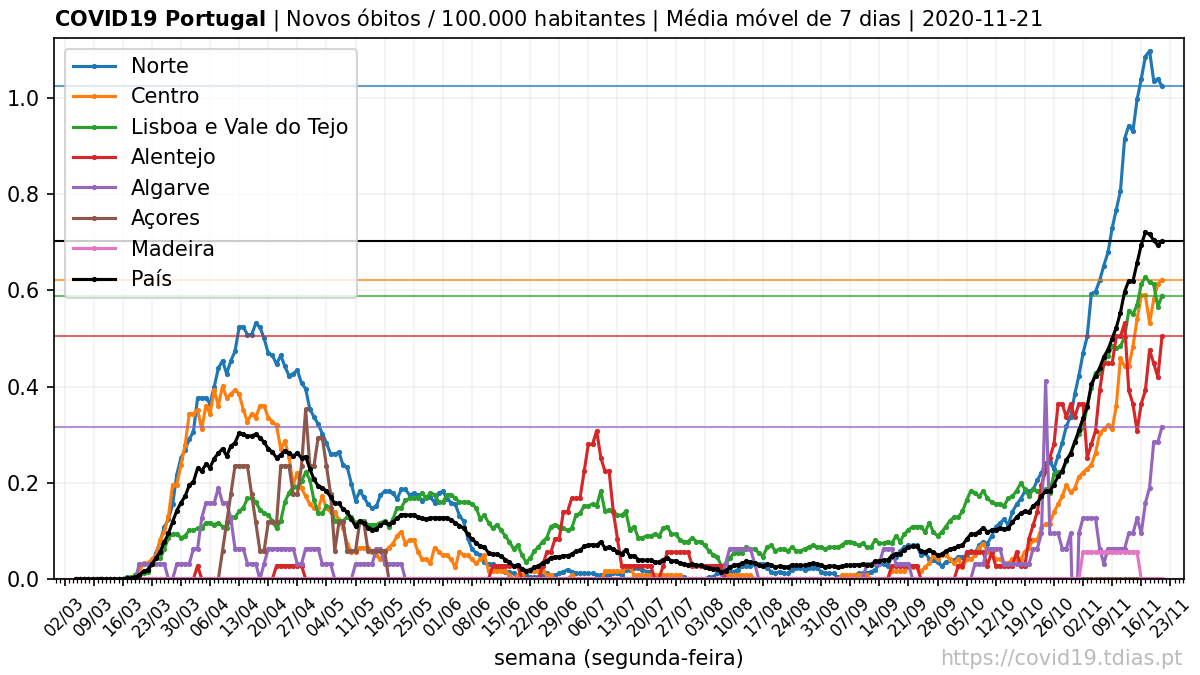 COVID19 Portugal | Novos óbitos / 100.000 habitantes | Média móvel de 7 dias | 2020-11-21
Norte
Centro
Lisboa e Vale do Tejo
Alentejo
Algarve
Açores
Madeira
País
1.0
0.8
0.6
0.4
0.2
0.0
02/03 09/03 16/03 23/03 30/03 06/04 13/04 20/04 27/04 04/05 11/05 18/05 25/05 01/06 08/06 15/06 22/06 29/06 06/07 13/07 20/07 27/07 03/08 10/08 17/08 24/08 31/08 07/09 14/09 21/09 28/09 05/10 12/10 19/10 26/10 02/11 09/11 16/11 23/11
semana (segunda-feira)
https://covid19.tdias.pt